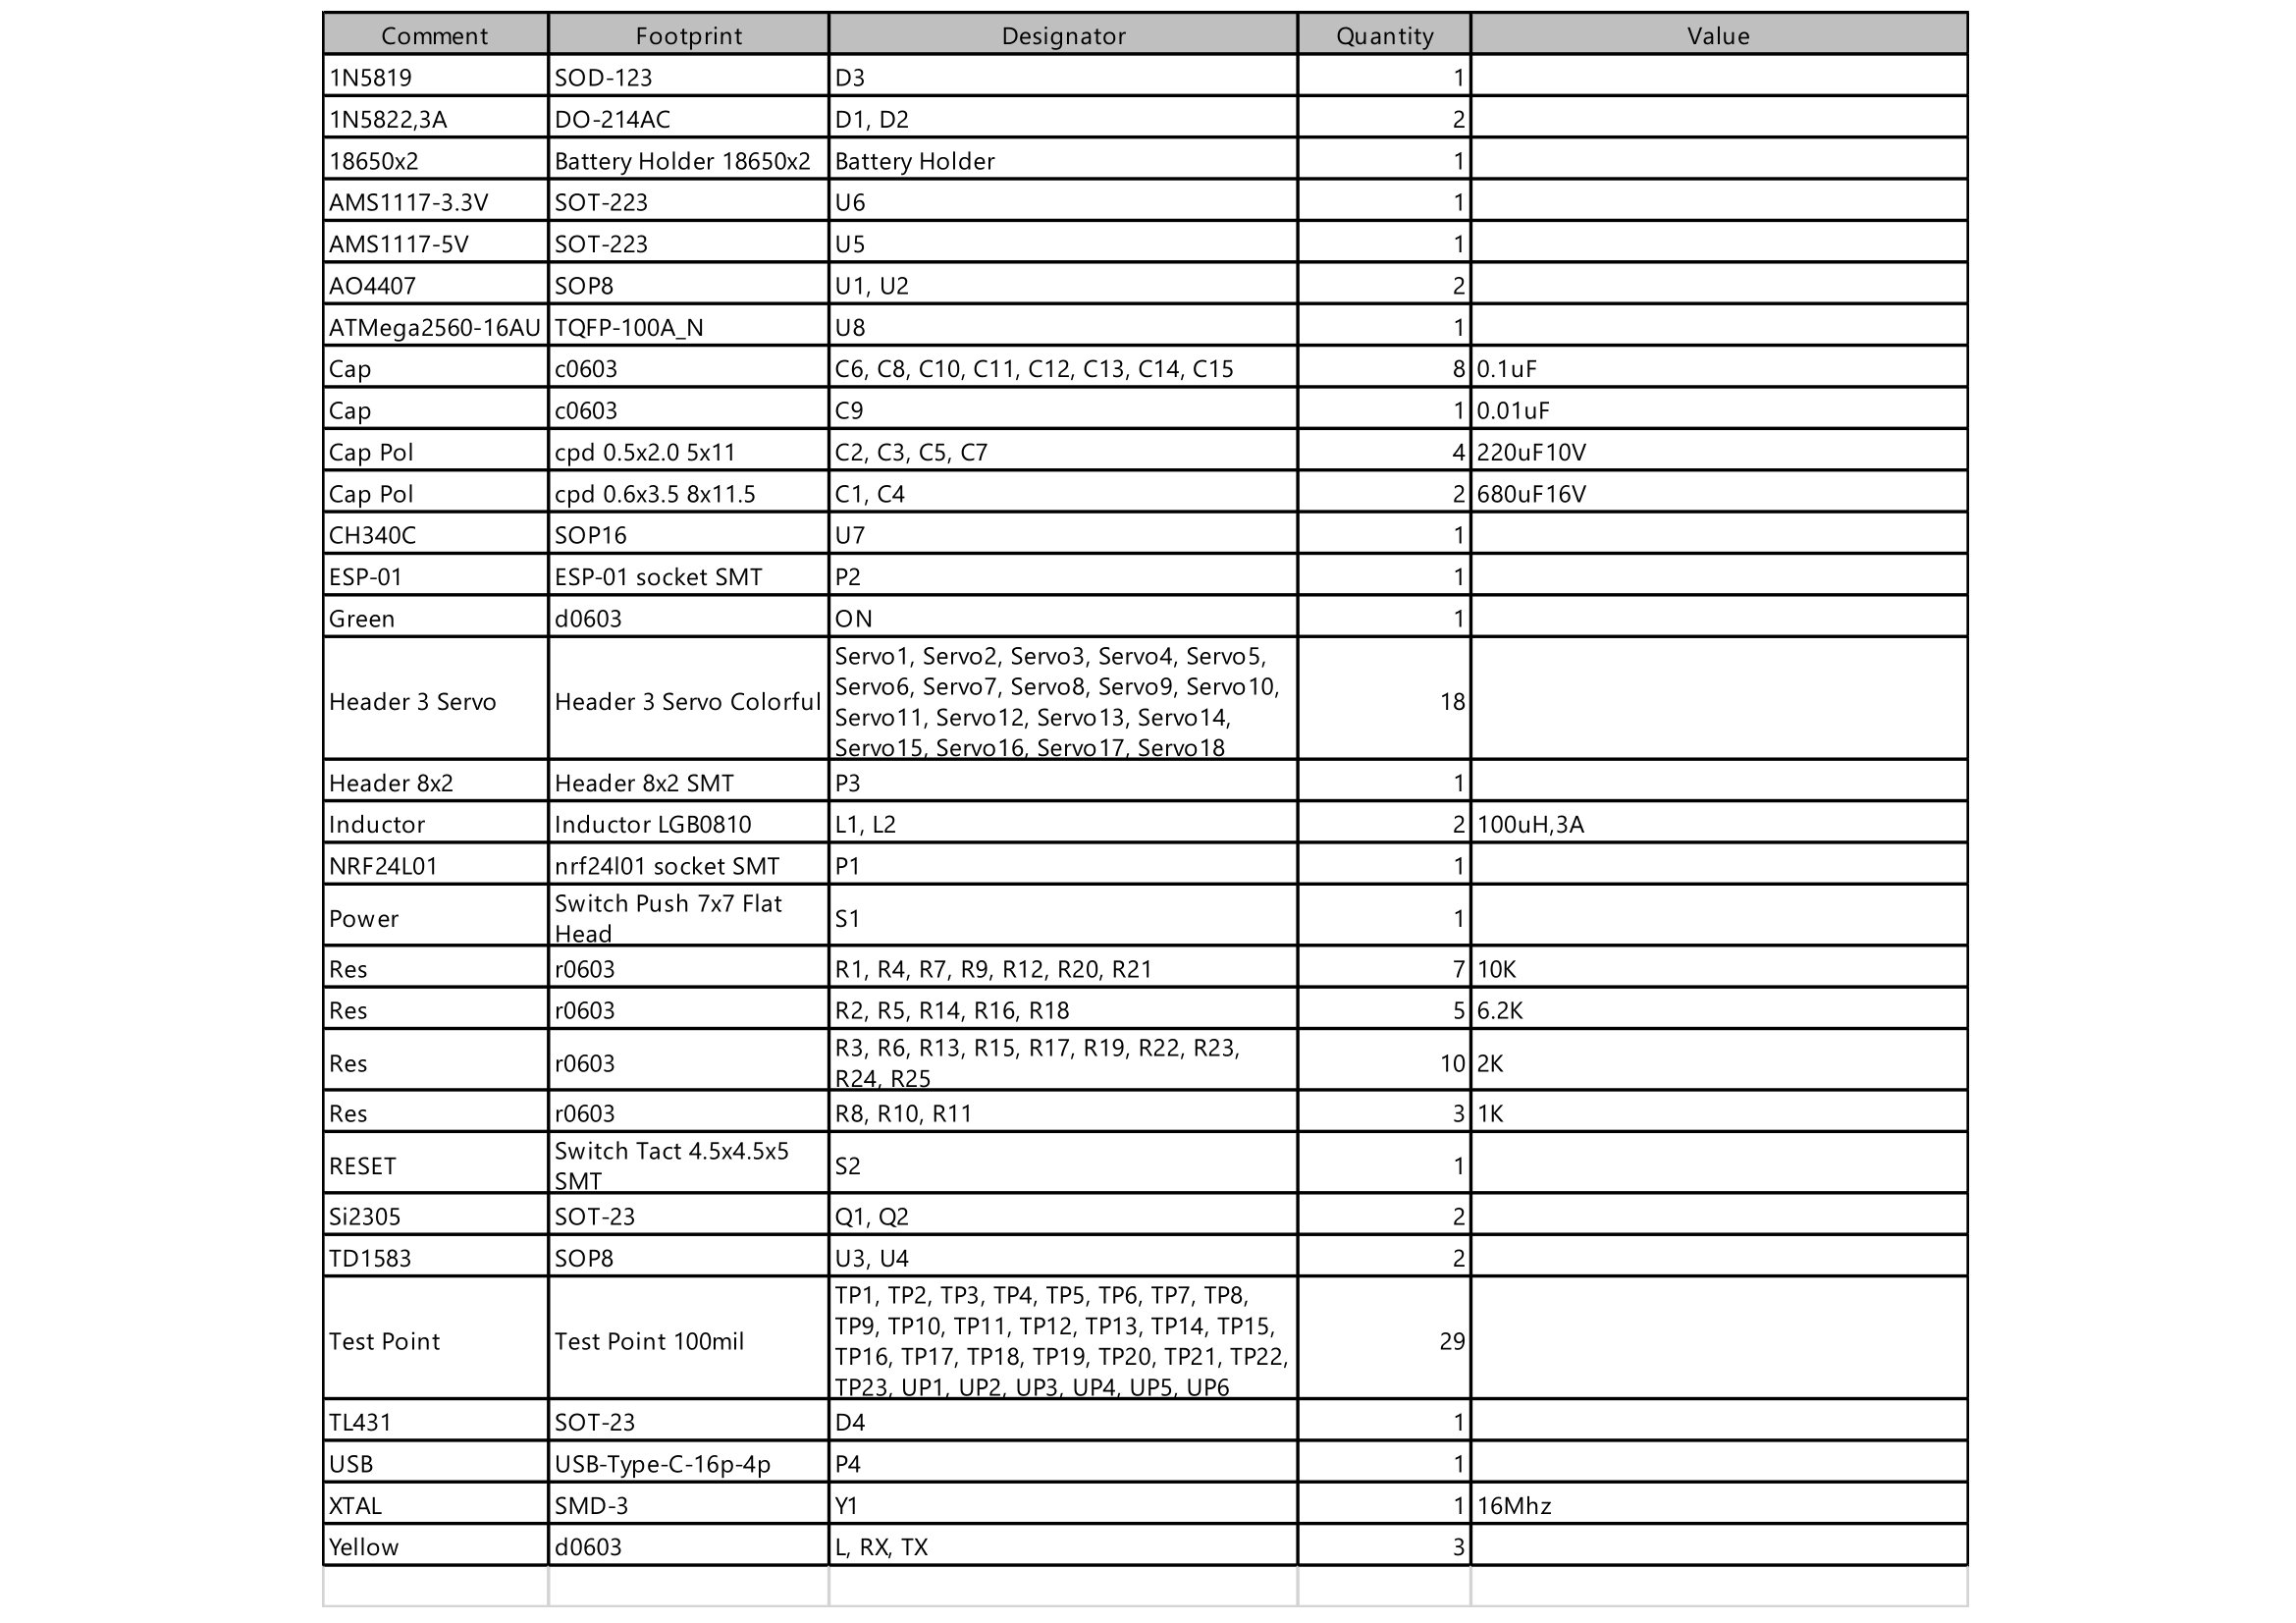 Comment Footprint Designator Quantity Value
1N5819 SOD-123 D3 1
1N5822,3A DO-214AC D1, D2 2
18650x2 Battery Holder 18650x2 Battery Holder 1
AMS1117-3.3V SOT-223 U6 1
AMS1117-5V SOT-223 U5 1
AO4407 SOP8 U1, U2 2
ATMega2560-16AU TQFP-100A_N U8 1
Cap c0603 C6, C8, C10, C11, C12, C13, C14, C15 8 0.1uF
Cap c0603 C9 1 0.01uF
Cap Pol cpd 0.5x2.0 5x11 C2, C3, C5, C7 4 220uF10V
Cap Pol cpd 0.6x3.5 8x11.5 C1, C4 2 680uF16V
CH340C SOP16 U7 1
ESP-01 ESP-01 socket SMT P2 1
Green d0603 ON 1
Header 3 Servo Header 3 Servo Colorful Servo1, Servo2, Servo3, Servo4, Servo5,
Servo6, Servo7, Servo8, Servo9, Servo10,
Servo11, Servo12, Servo13, Servo14,
Servo15, Servo16, Servo17, Servo18 18
Header 8x2 Header 8x2 SMT P3 1
Inductor Inductor LGB0810 L1, L2 2 100uH,3A
NRF24L01 nrf24l01 socket SMT P1 1
Power Switch Push 7x7 Flat
Head S1 1
Res r0603 R1, R4, R7, R9, R12, R20, R21 7 10K
Res r0603 R2, R5, R14, R16, R18 5 6.2K
Res r0603 R3, R6, R13, R15, R17, R19, R22, R23,
R24, R25 10 2K
Res r0603 R8, R10, R11 3 1K
RESET Switch Tact 4.5x4.5x5
SMT S2 1
Si2305 SOT-23 Q1, Q2 2
TD1583 SOP8 U3, U4 2
Test Point Test Point 100mil TP1, TP2, TP3, TP4, TP5, TP6, TP7, TP8,
TP9, TP10, TP11, TP12, TP13, TP14, TP15,
TP16, TP17, TP18, TP19, TP20, TP21, TP22,
TP23, UP1, UP2, UP3, UP4, UP5, UP6 29
TL431 SOT-23 D4 1
USB USB-Type-C-16p-4p P4 1
XTAL SMD-3 Y1 1 16Mhz
Yellow d0603 L, RX, TX 3